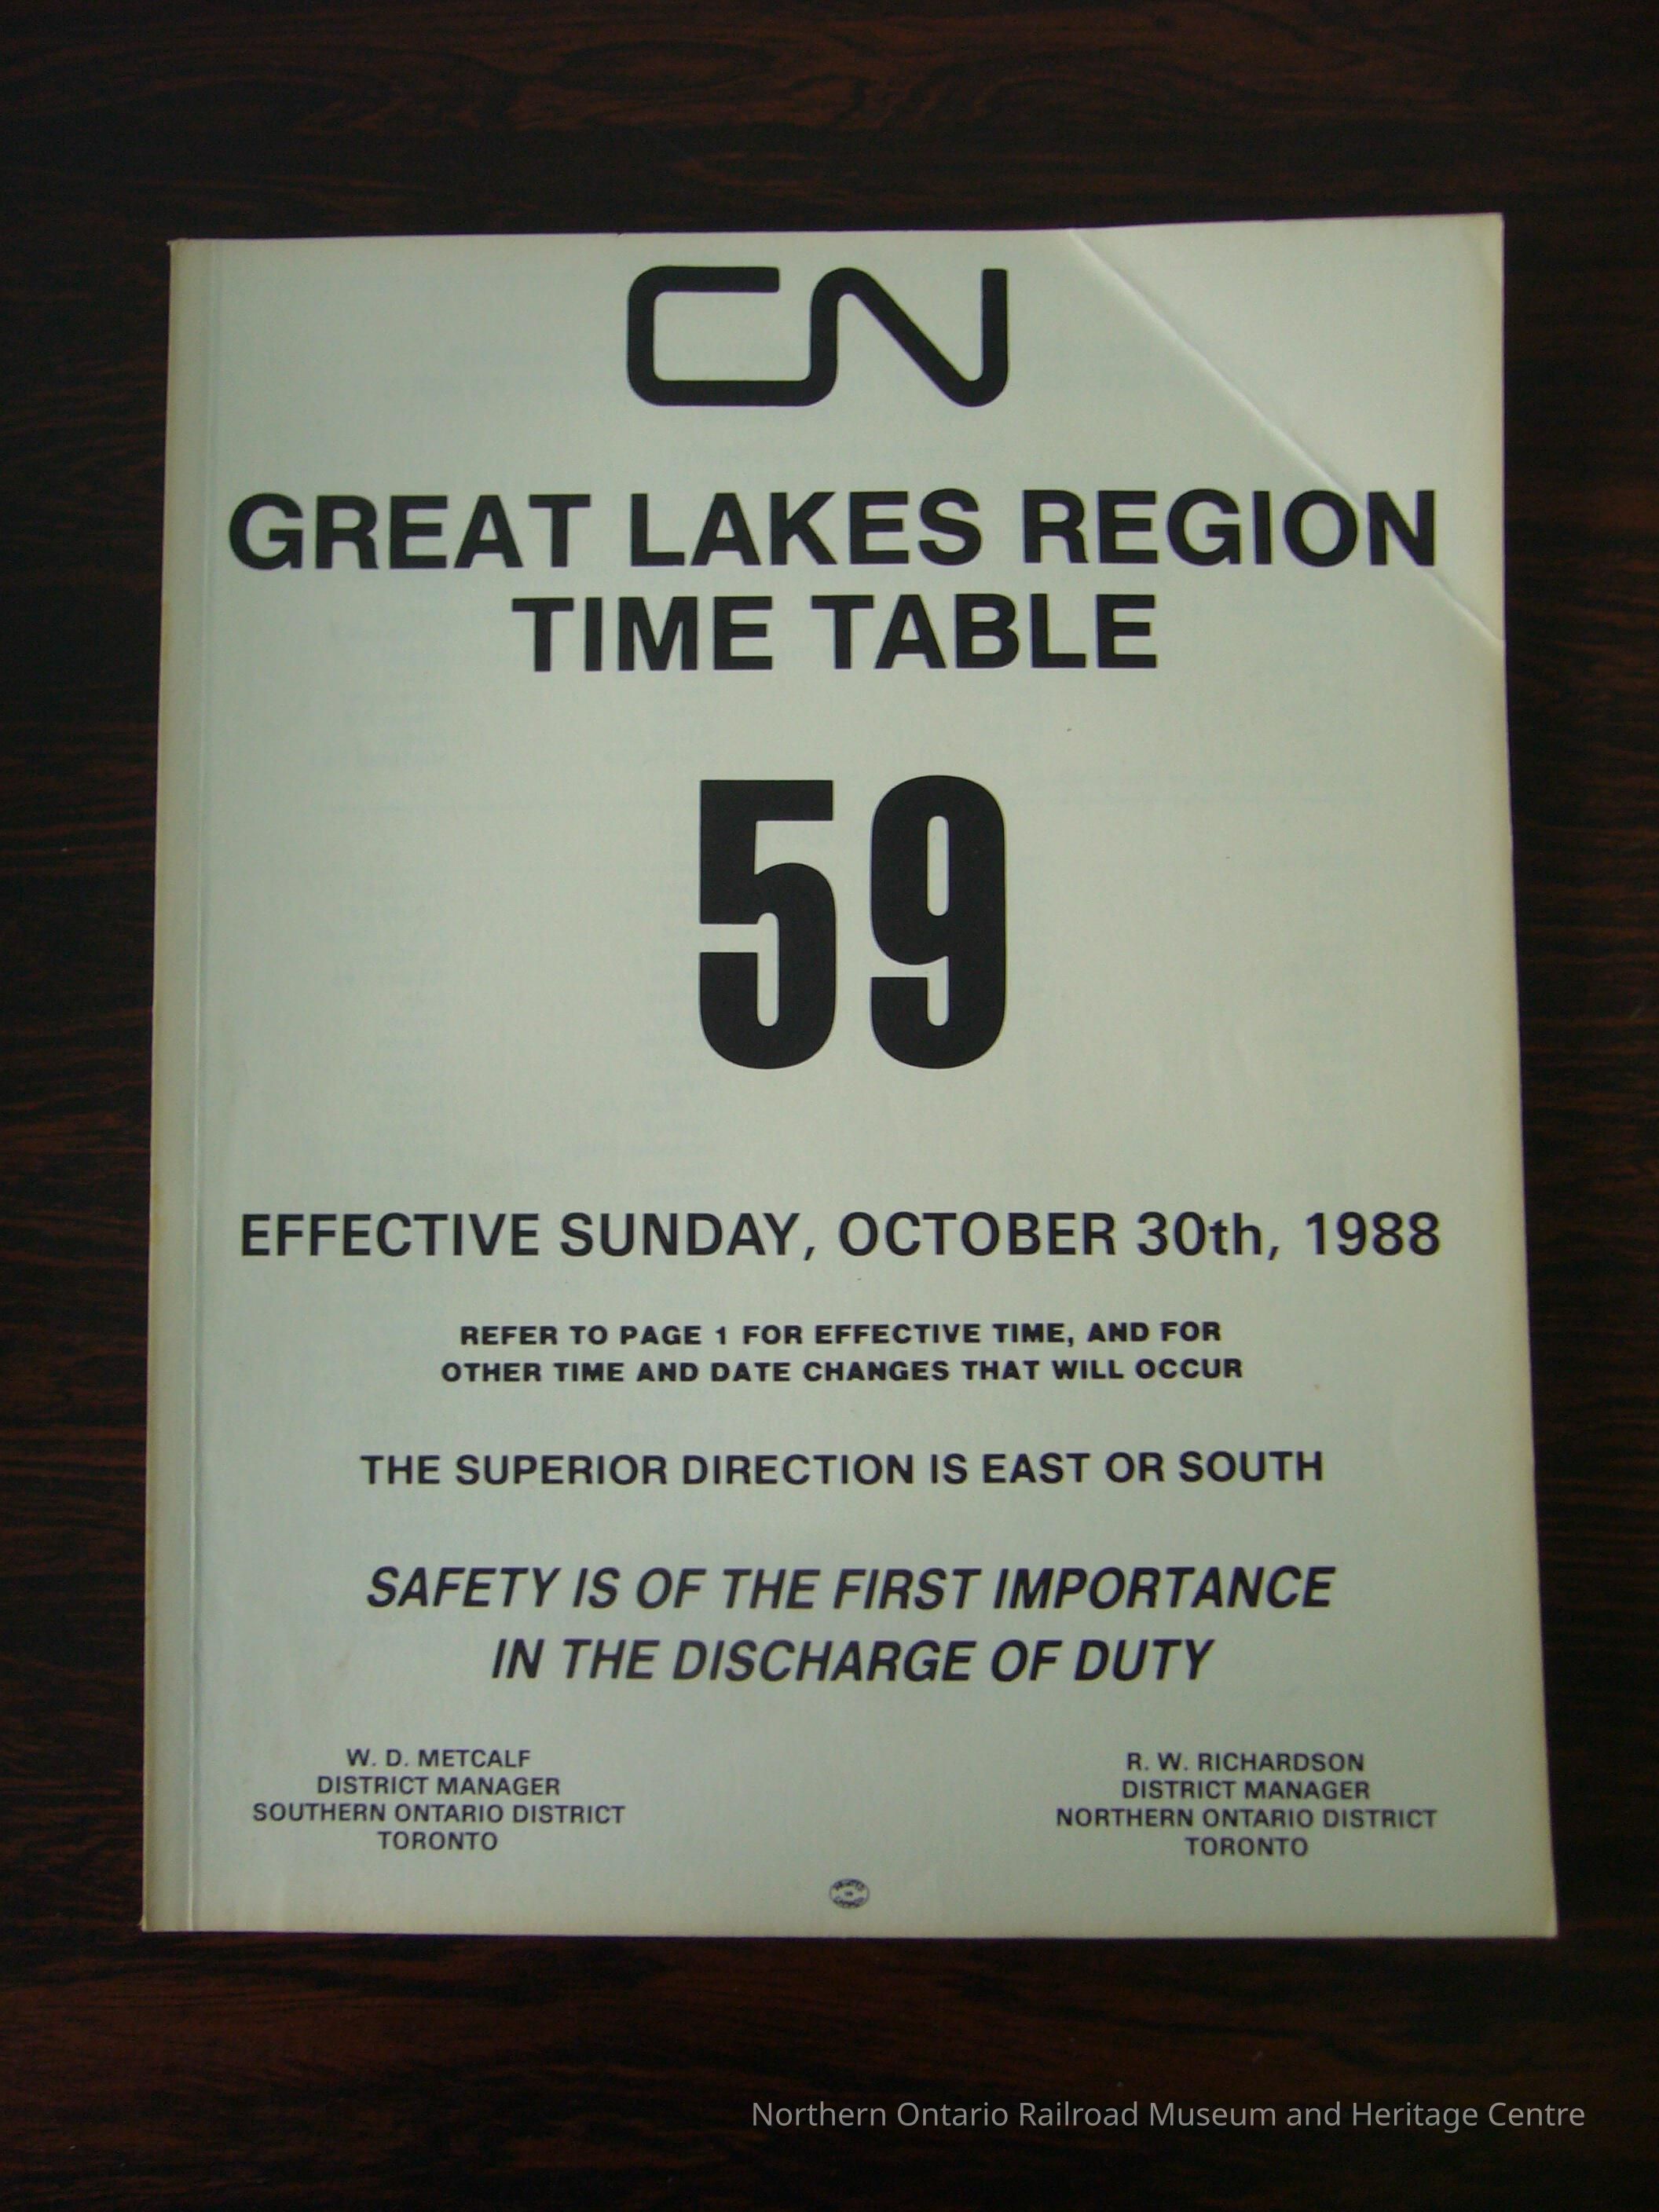 CN
GREAT LAKES REGION
TIME TABLE
59
EFFECTIVE SUNDAY, OCTOBER 30th, 1988
REFER TO PAGE 1 FOR EFFECTIVE TIME, AND FOR
OTHER TIME AND DATE CHANGES THAT WILL OCCUR
THE SUPERIOR DIRECTION IS EAST OR SOUTH
SAFETY IS OF THE FIRST IMPORTANCE
IN THE DISCHARGE OF DUTY
W. D. METCALF
DISTRICT MANAGER
SOUTHERN ONTARIO DISTRICT
TORONTO
R. W. RICHARDSON
DISTRICT MANAGER
NORTHERN ONTARIO DISTRICT
TORONTO
Northern Ontario Railroad Museum and Heritage Centre